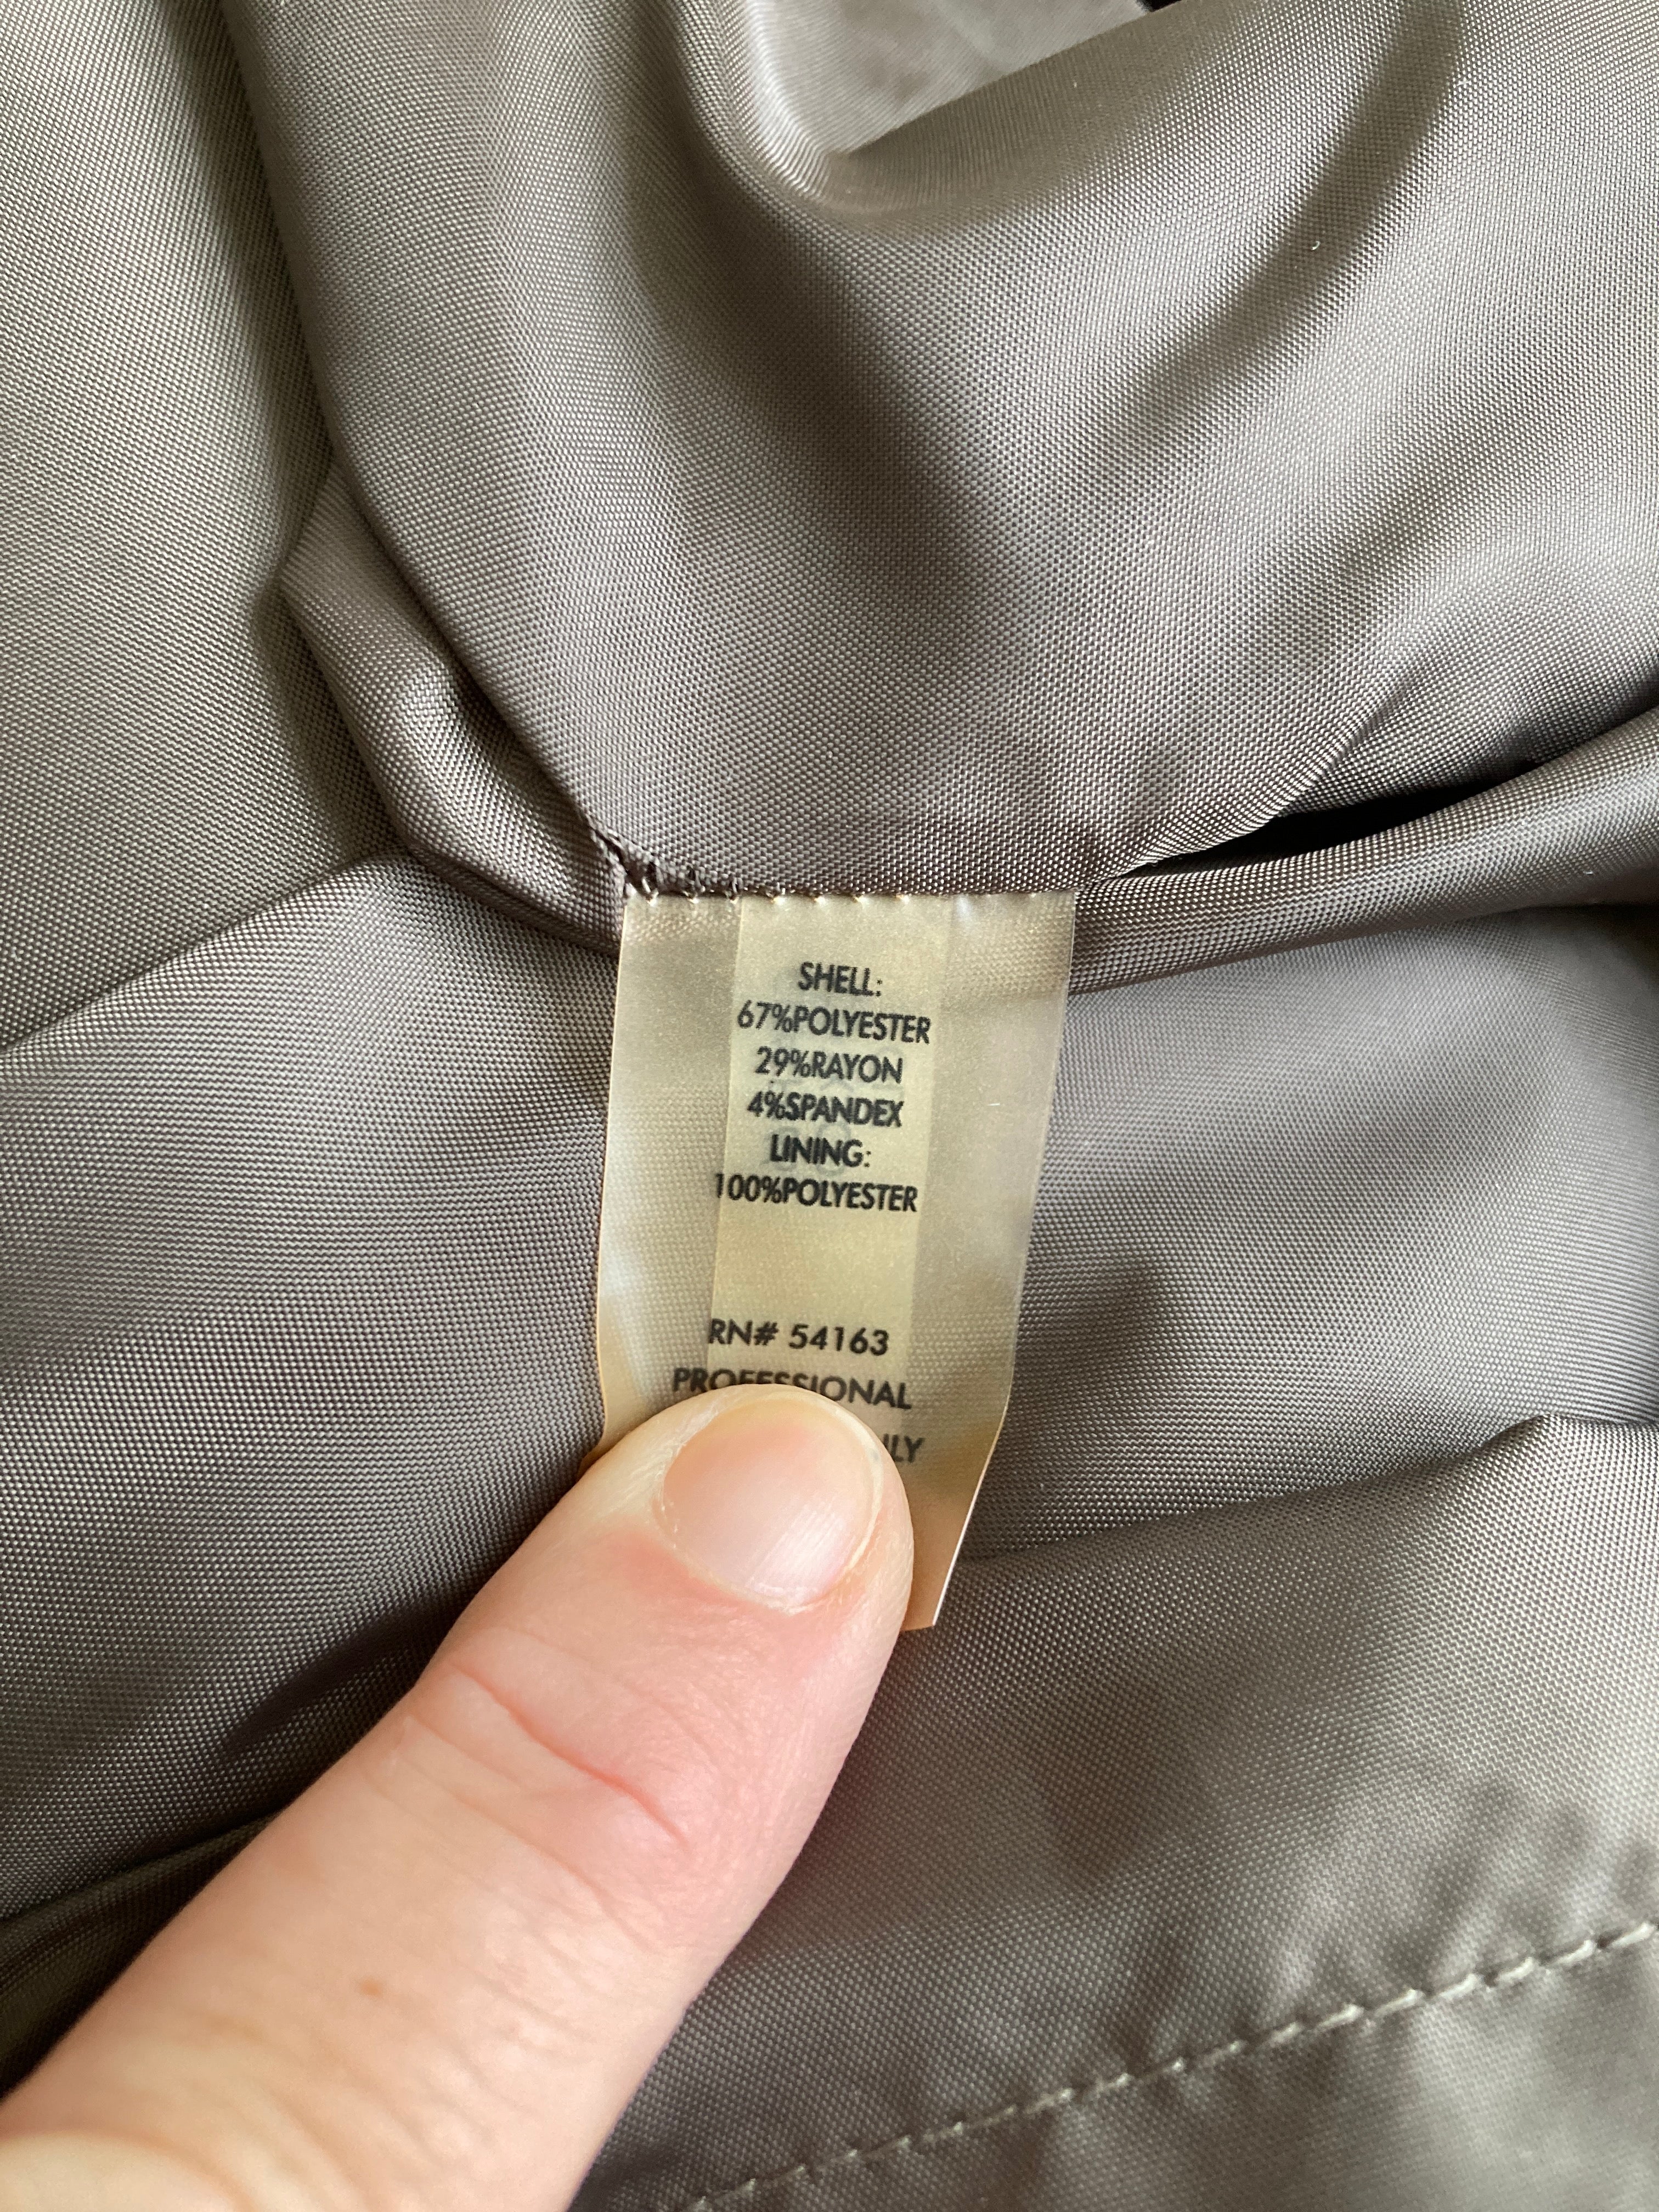 SHELL:
67%POLYESTER
29%RAYON
4%SPANDEX
LINING:
100%POLYESTER
RN# 54163
PROFESSIONAL